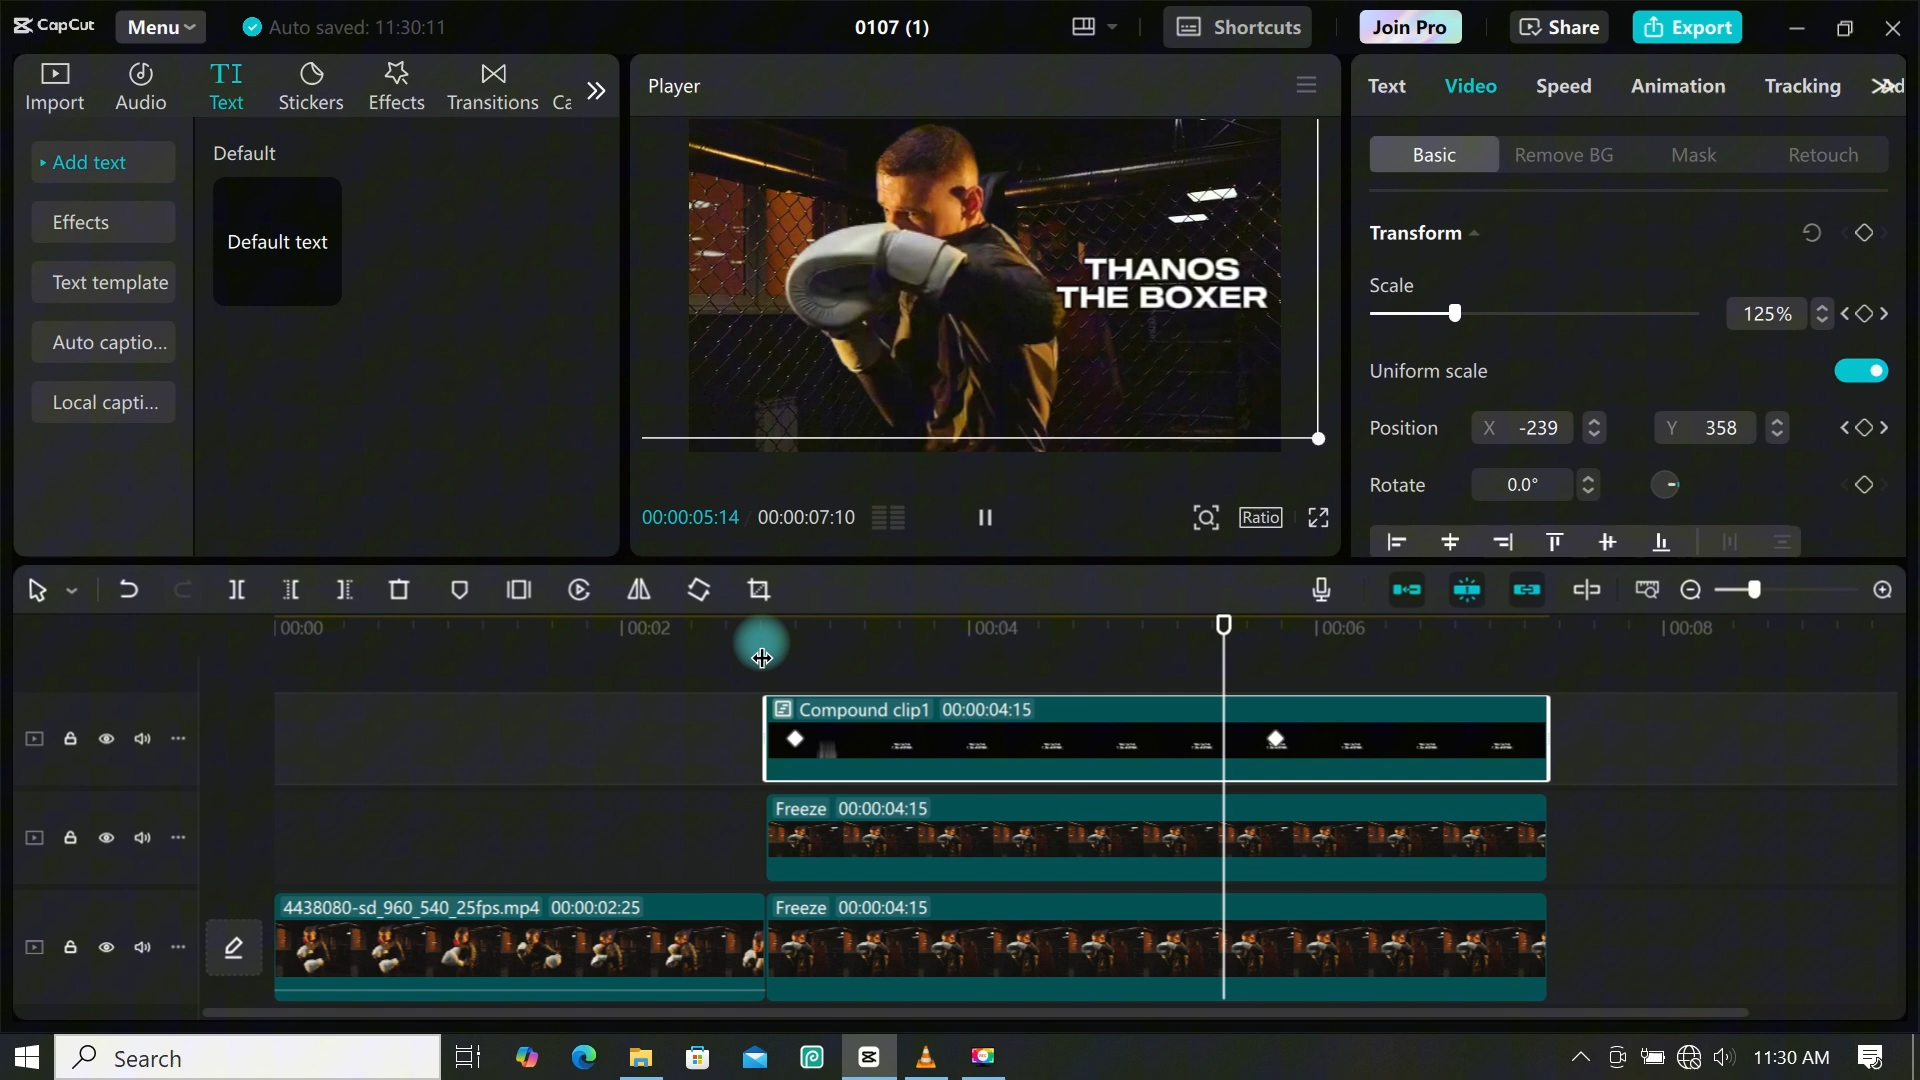 CapCut
Menu
Auto saved: 11:30:11
0107 (1)
Shortcuts
Join Pro
Share
Export
Import
Audio
TI
Text
Stickers
Effects
Transitions
Ca
Player
Text
Video
Speed
Animation
Tracking
Ad
Add text
Effects
Text template
Auto captio...
Local capti...
Default
Default text
THANOS
THE BOXER
00:00:05:14 / 00:00:07:10
Ratio
Basic
Remove BG
Mask
Retouch
Transform
Scale
125%
Uniform scale
Position
X -239
Y 358
Rotate
0.0°
00:00
00:02
00:04
00:06
00:08
Compound clip1 00:00:04:15
Freeze 00:00:04:15
4438080-sd_960_540_25fps.mp4 00:00:02:25
Freeze 00:00:04:15
Search
11:30 AM